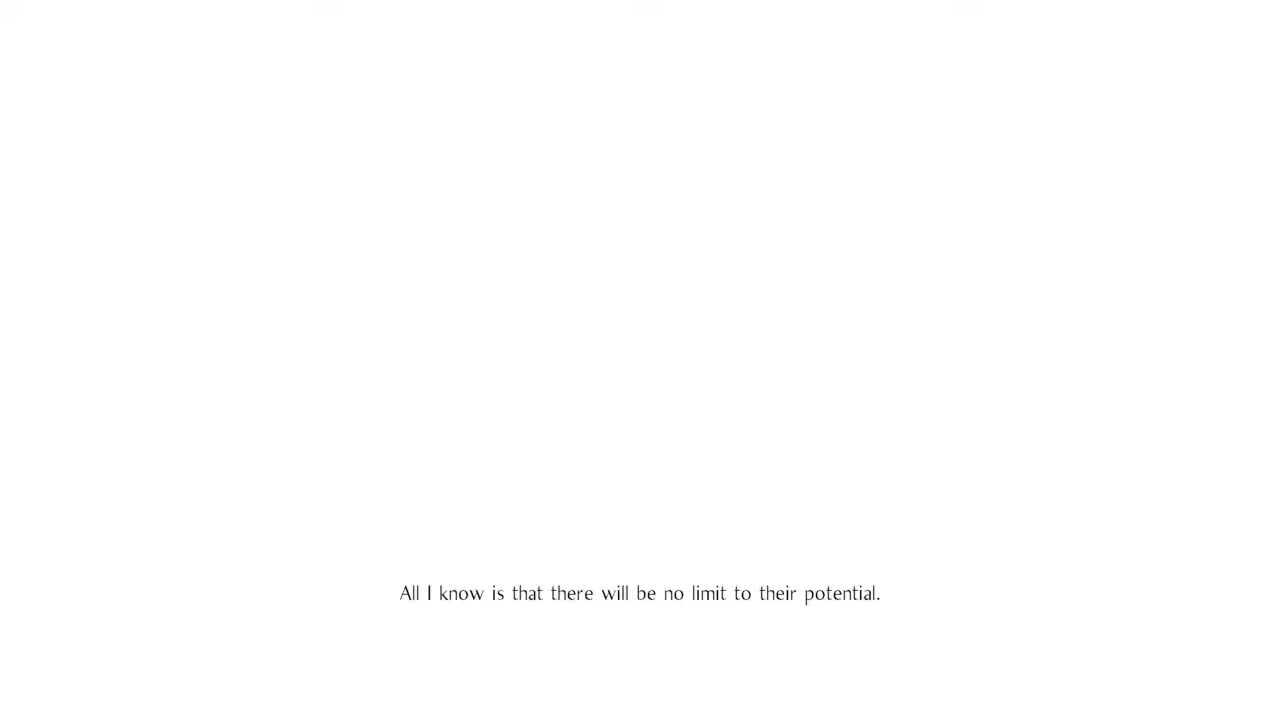 All I know is that there will be no limit to their potential.